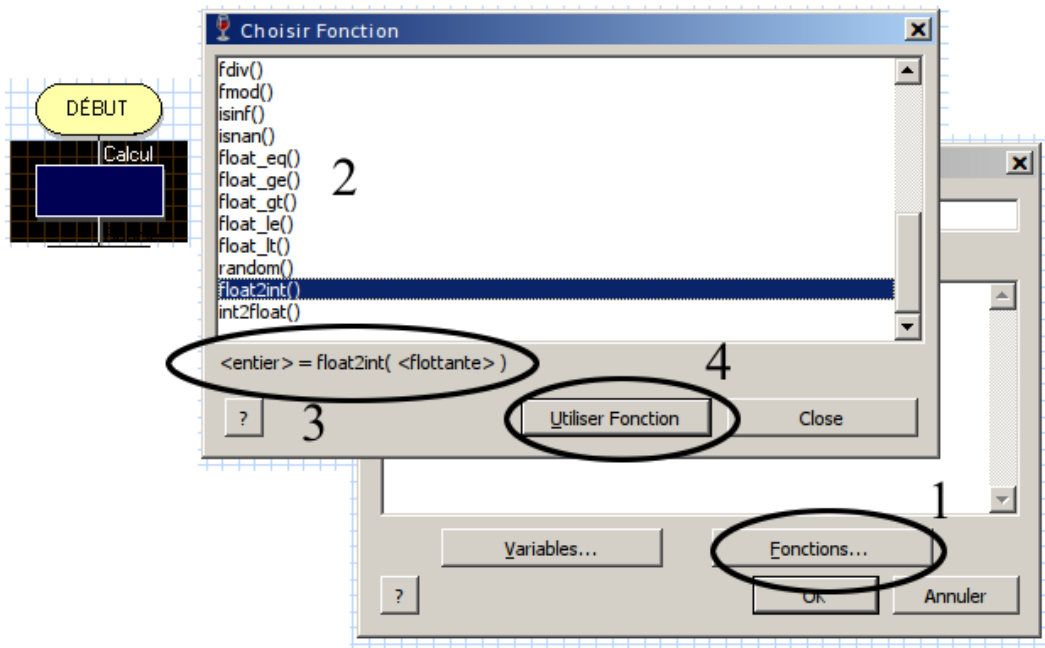 Choisir Fonction
DÉBUT
Calcul
fdiv()
fmod()
isinf()
isnan()
float_eq()
float_ge()
float_gt()
float_le()
float_lt()
random()
float2int()
int2float()
2
<entier> = float2int( <flottante> )
3
4
?
Utiliser Fonction
Close
1
Variables...
Fonctions...
?
OK
Annuler